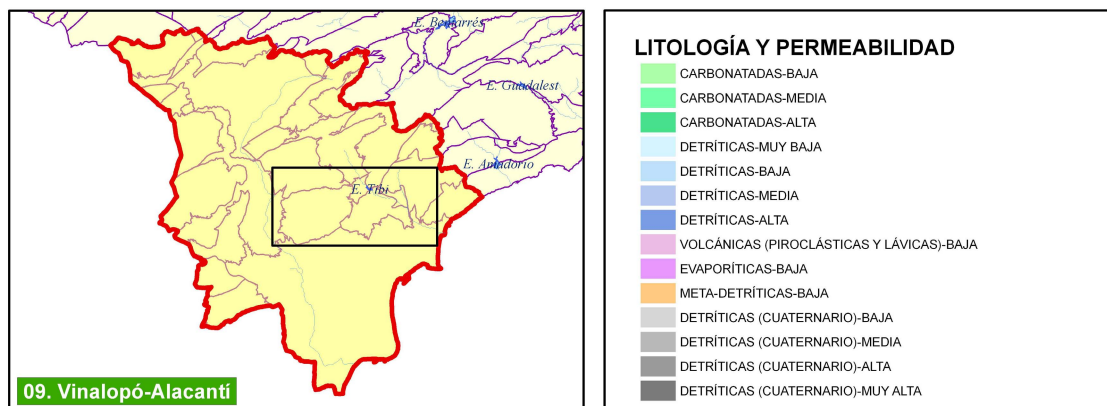 E. Beniarrés
E. Guadalest
E. Amadorio
E. Tibi
09. Vinalopó-Alacantí
LITOLOGÍA Y PERMEABILIDAD
CARBONATADAS-BAJA
CARBONATADAS-MEDIA
CARBONATADAS-ALTA
DETRÍTICAS-MUY BAJA
DETRÍTICAS-BAJA
DETRÍTICAS-MEDIA
DETRÍTICAS-ALTA
VOLCÁNICAS (PIROCLÁSTICAS Y LÁVICAS)-BAJA
EVAPORÍTICAS-BAJA
META-DETRÍTICAS-BAJA
DETRÍTICAS (CUATERNARIO)-BAJA
DETRÍTICAS (CUATERNARIO)-MEDIA
DETRÍTICAS (CUATERNARIO)-ALTA
DETRÍTICAS (CUATERNARIO)-MUY ALTA